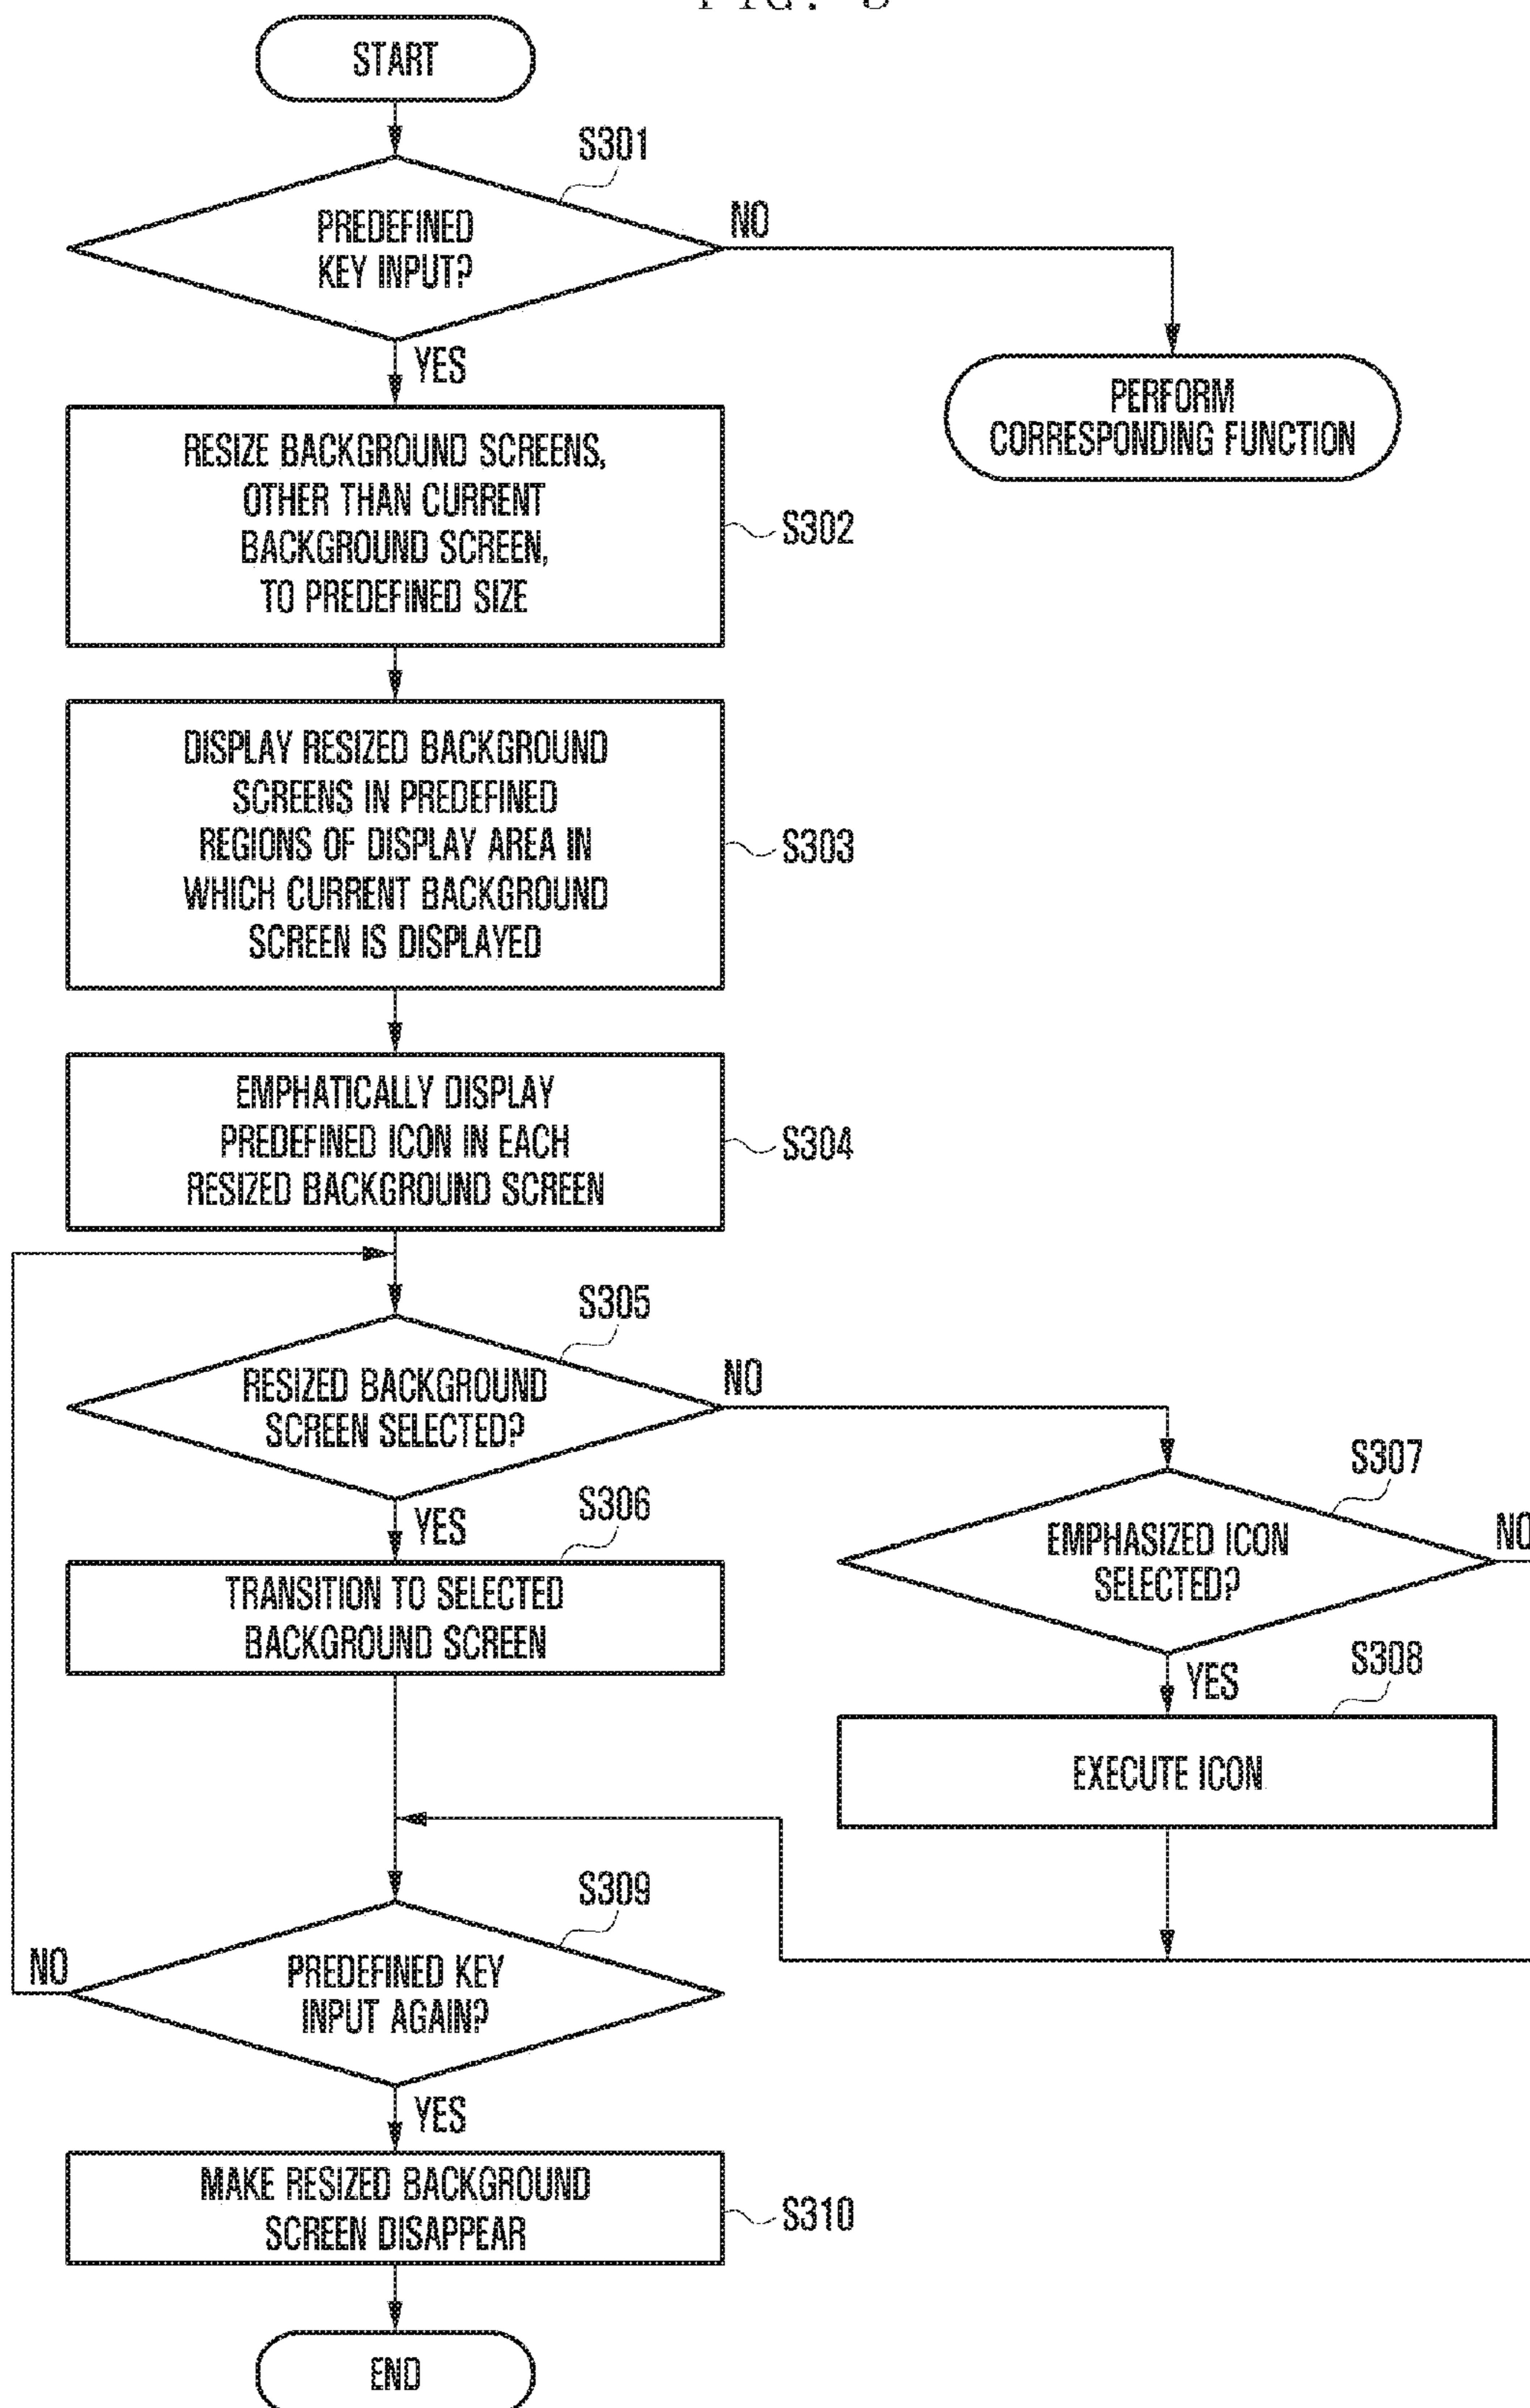 START
S301
PREDEFINED
KEY INPUT?
NO
YES
PERFORM
CORRESPONDING FUNCTION
RESIZE BACKGROUND SCREENS,
OTHER THAN CURRENT
BACKGROUND SCREEN,
TO PREDEFINED SIZE
S302
DISPLAY RESIZED BACKGROUND
SCREENS IN PREDEFINED
REGIONS OF DISPLAY AREA IN
WHICH CURRENT BACKGROUND
SCREEN IS DISPLAYED
S303
EMPHATICALLY DISPLAY
PREDEFINED ICON IN EACH
RESIZED BACKGROUND SCREEN
S304
S305
RESIZED BACKGROUND
SCREEN SELECTED?
NO
YES
S306
TRANSITION TO SELECTED
BACKGROUND SCREEN
S307
EMPHASIZED ICON
SELECTED?
NO
YES
S308
EXECUTE ICON
S309
PREDEFINED KEY
INPUT AGAIN?
NO
YES
MAKE RESIZED BACKGROUND
SCREEN DISAPPEAR
S310
END